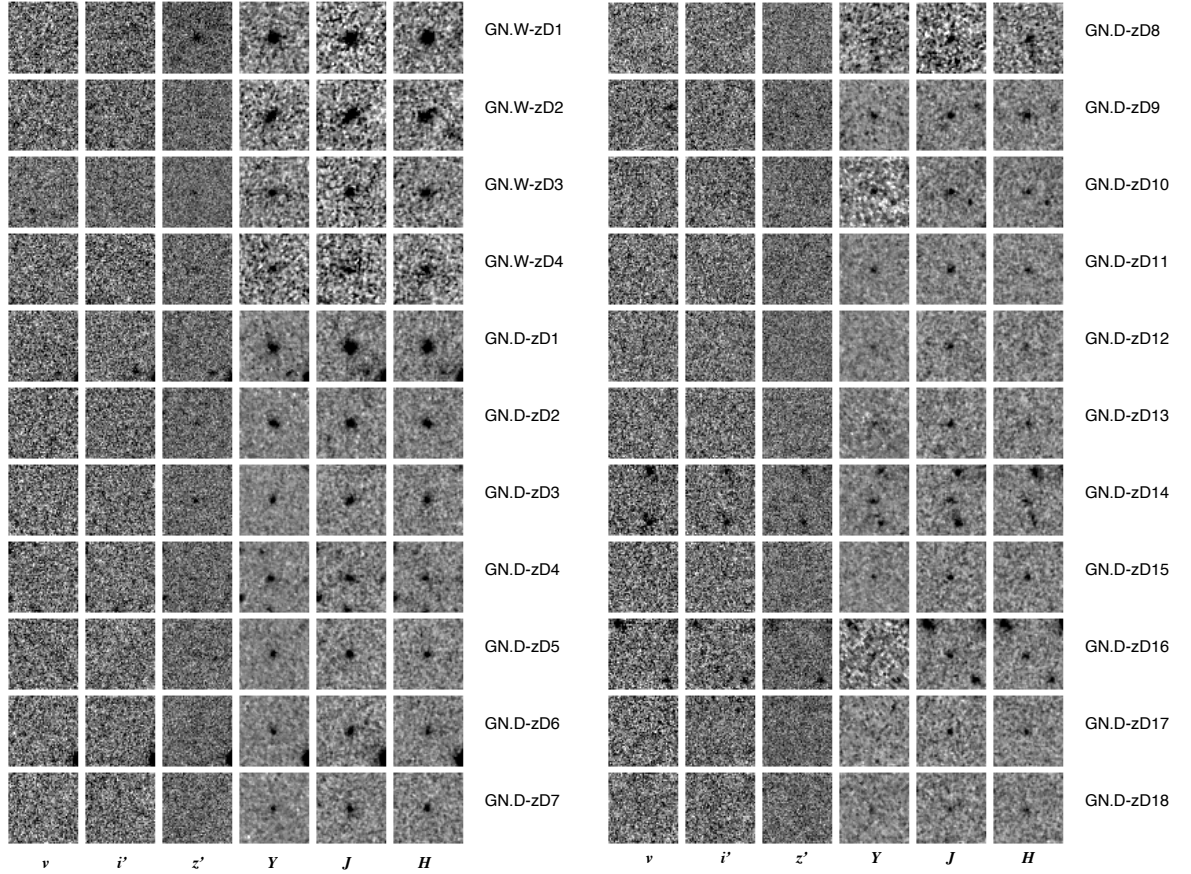 GN.W-zD1
GN.W-zD2
GN.W-zD3
GN.W-zD4
GN.D-zD1
GN.D-zD2
GN.D-zD3
GN.D-zD4
GN.D-zD5
GN.D-zD6
GN.D-zD7
v i' z' Y J H
GN.D-zD8
GN.D-zD9
GN.D-zD10
GN.D-zD11
GN.D-zD12
GN.D-zD13
GN.D-zD14
GN.D-zD15
GN.D-zD16
GN.D-zD17
GN.D-zD18
v i' z' Y J H